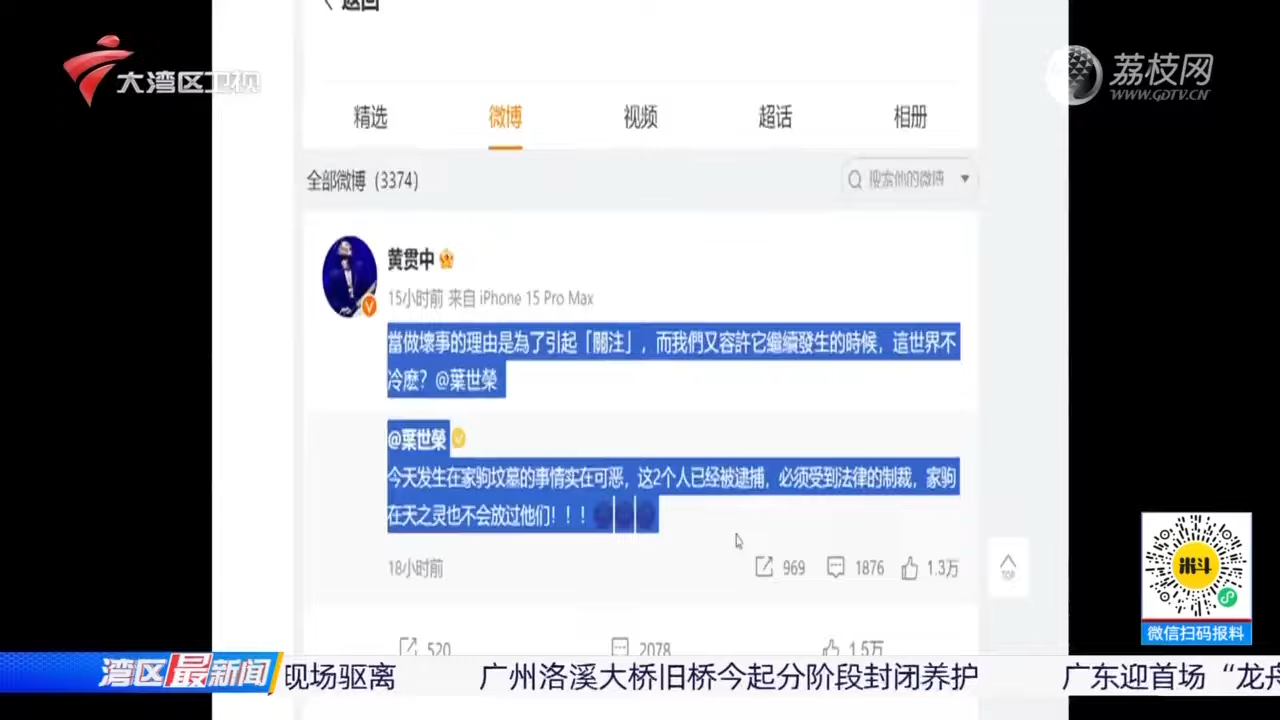 返回
大湾区卫视
荔枝网
WWW.GDTV.CN
精选
微博
视频
超话
相册
全部微博 (3374)
搜索他的微博
黄贯中
15小时前 来自 iPhone 15 Pro Max
當做壞事的理由是為了引起「關注」，而我們又容許它繼續發生的時候，這世界不
冷麽？@葉世榮
@葉世榮
今天发生在家驹坟墓的事情实在可恶，这2个人已经被逮捕，必须受到法律的制裁，家驹
在天之灵也不会放过他们！！！
18小时前
969
1876
1.3万
TOP
米斗
微信扫码报料
520
2078
1.5万
湾区最新闻
现场驱离
广州洛溪大桥旧桥今起分阶段封闭养护
广东迎首场“龙舟